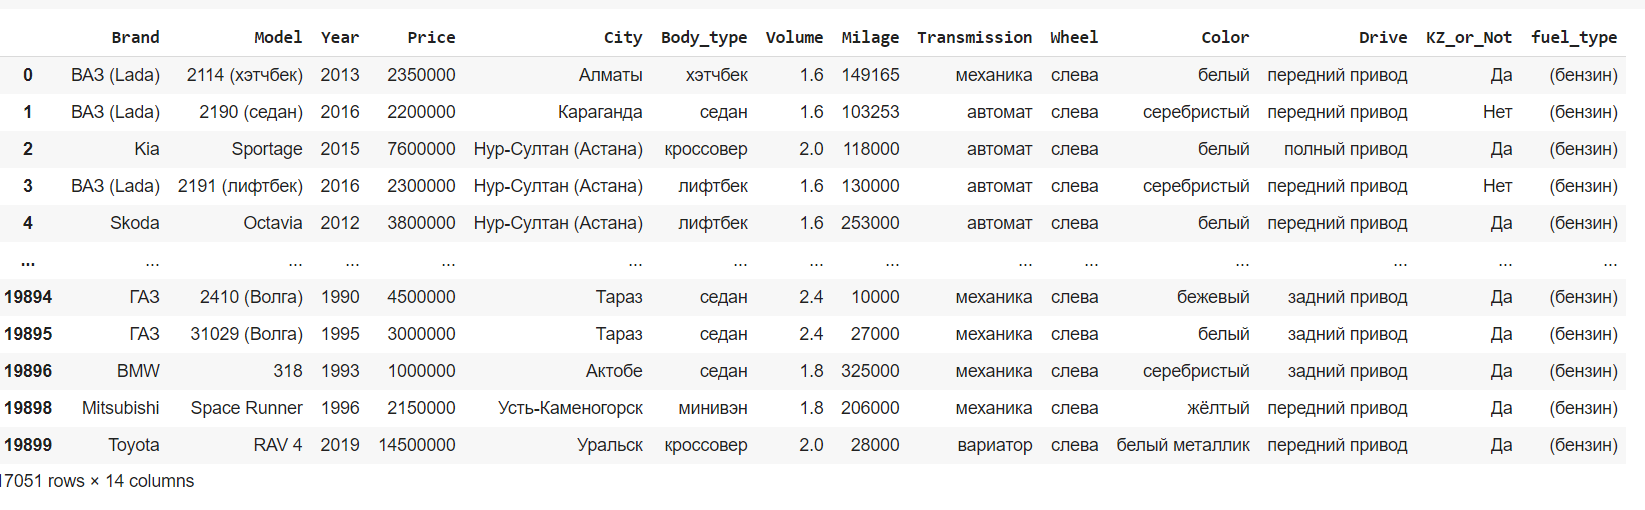 Brand Model Year Price City Body_type Volume Milage Transmission Wheel Color Drive KZ_or_Not fuel_type
0 ВАЗ (Lada) 2114 (хэтчбек) 2013 2350000 Алматы хэтчбек 1.6 149165 механика слева белый передний привод Да (бензин)
1 ВАЗ (Lada) 2190 (седан) 2016 2200000 Караганда седан 1.6 103253 автомат слева серебристый передний привод Нет (бензин)
2 Kia Sportage 2015 7600000 Нур-Султан (Астана) кроссовер 2.0 118000 автомат слева белый полный привод Да (бензин)
3 ВАЗ (Lada) 2191 (лифтбек) 2016 2300000 Нур-Султан (Астана) лифтбек 1.6 130000 автомат слева серебристый передний привод Нет (бензин)
4 Skoda Octavia 2012 3800000 Нур-Султан (Астана) лифтбек 1.6 253000 автомат слева белый передний привод Да (бензин)
... ... ... ... ... ... ... ... ... ... ... ... ... ... ...
19894 ГАЗ 2410 (Волга) 1990 4500000 Тараз седан 2.4 10000 механика слева бежевый задний привод Да (бензин)
19895 ГАЗ 31029 (Волга) 1995 3000000 Тараз седан 2.4 27000 механика слева белый задний привод Да (бензин)
19896 BMW 318 1993 1000000 Актобе седан 1.8 325000 механика слева серебристый задний привод Да (бензин)
19898 Mitsubishi Space Runner 1996 2150000 Усть-Каменогорск минивэн 1.8 206000 механика слева жёлтый передний привод Да (бензин)
19899 Toyota RAV 4 2019 14500000 Уральск кроссовер 2.0 28000 вариатор слева белый металлик передний привод Да (бензин)
17051 rows × 14 columns